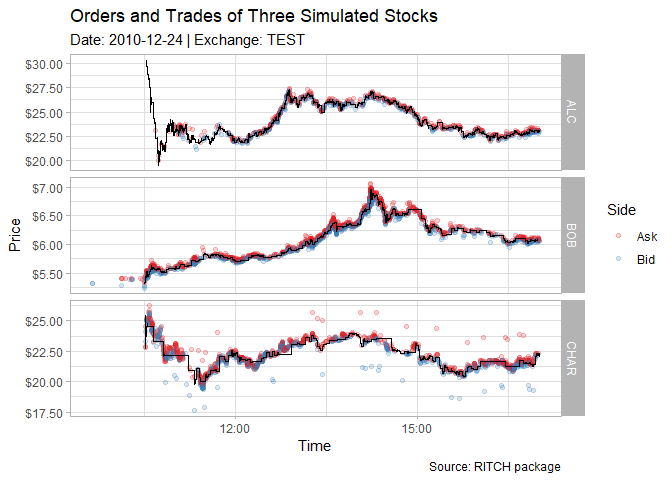 Orders and Trades of Three Simulated Stocks
Date: 2010-12-24 | Exchange: TEST
$30.00
$27.50
$25.00
$22.50
$20.00
ALC
$7.00
$6.50
$6.00
$5.50
BOB
$25.00
$22.50
$20.00
$17.50
CHAR
Price
12:00
15:00
Time
Side
Ask
Bid
Source: RITCH package